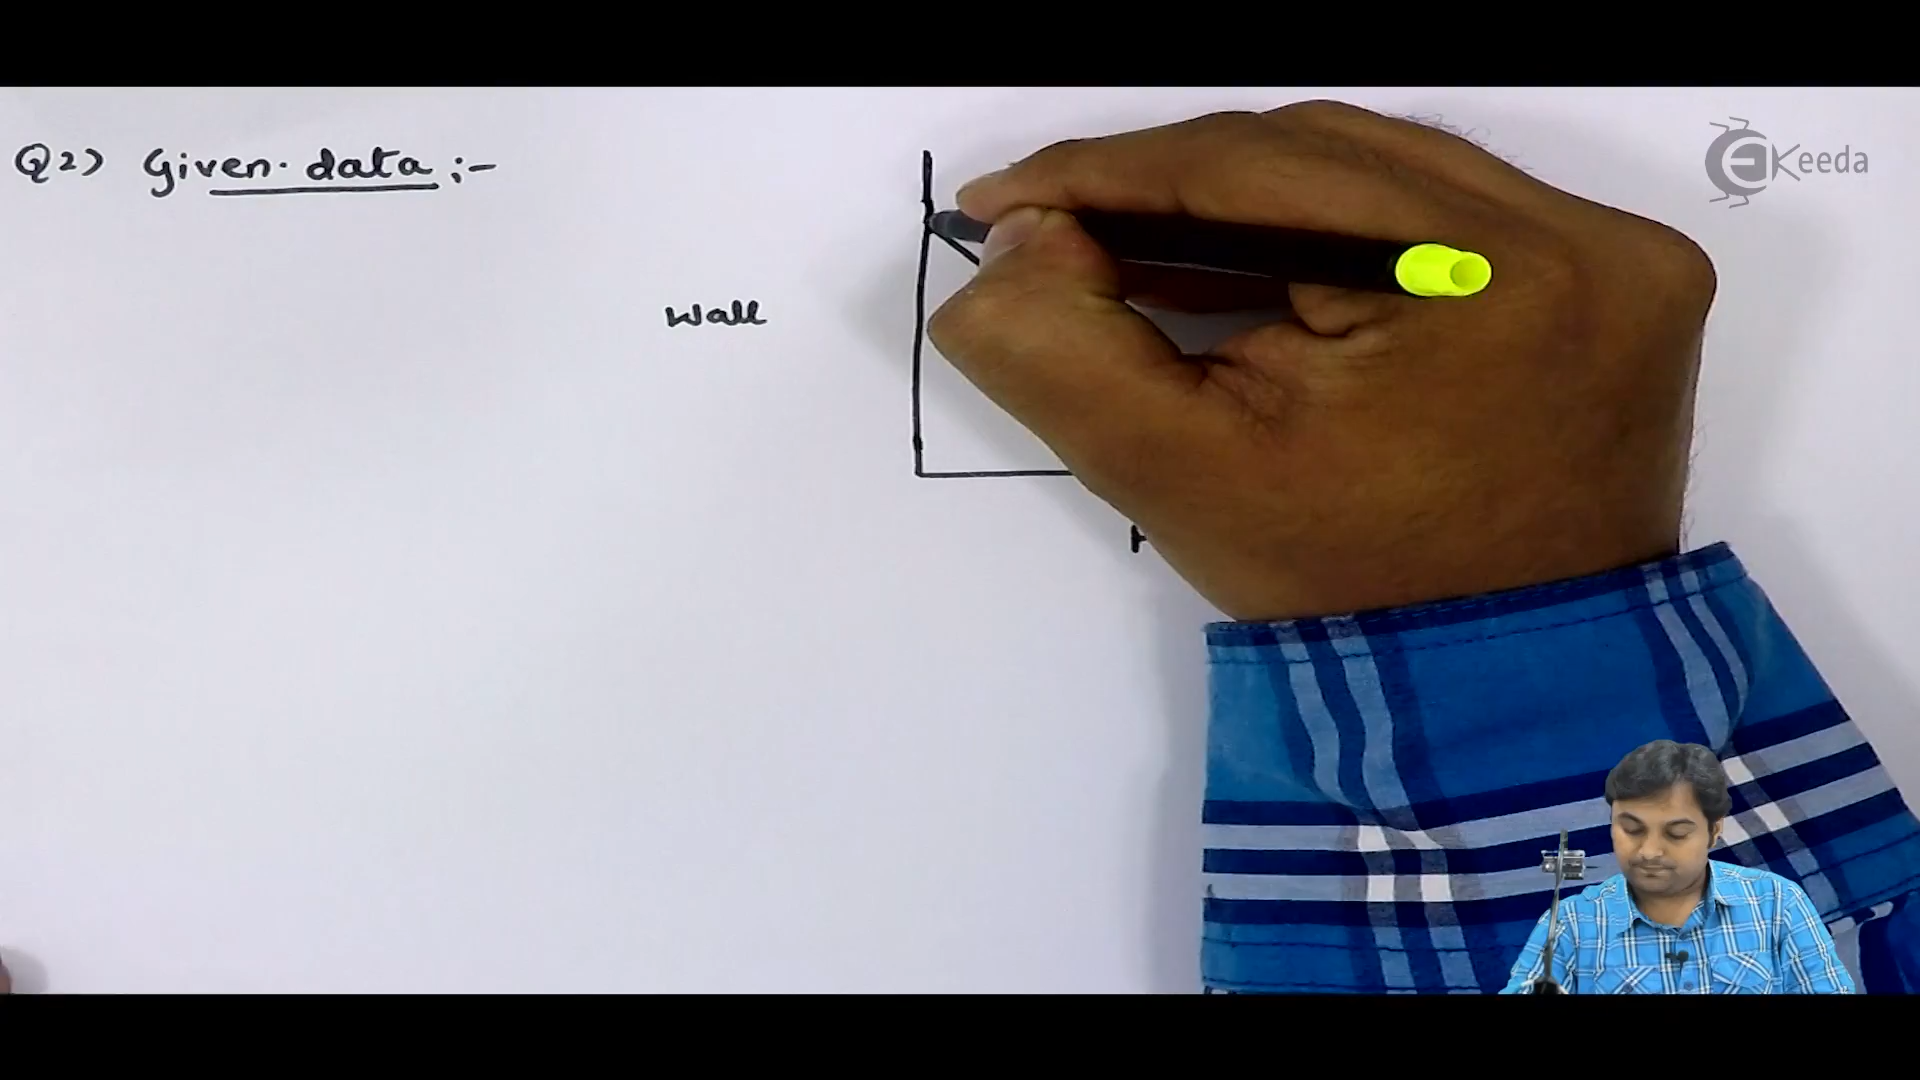 Q2) Given data :-
Keeda
Wall